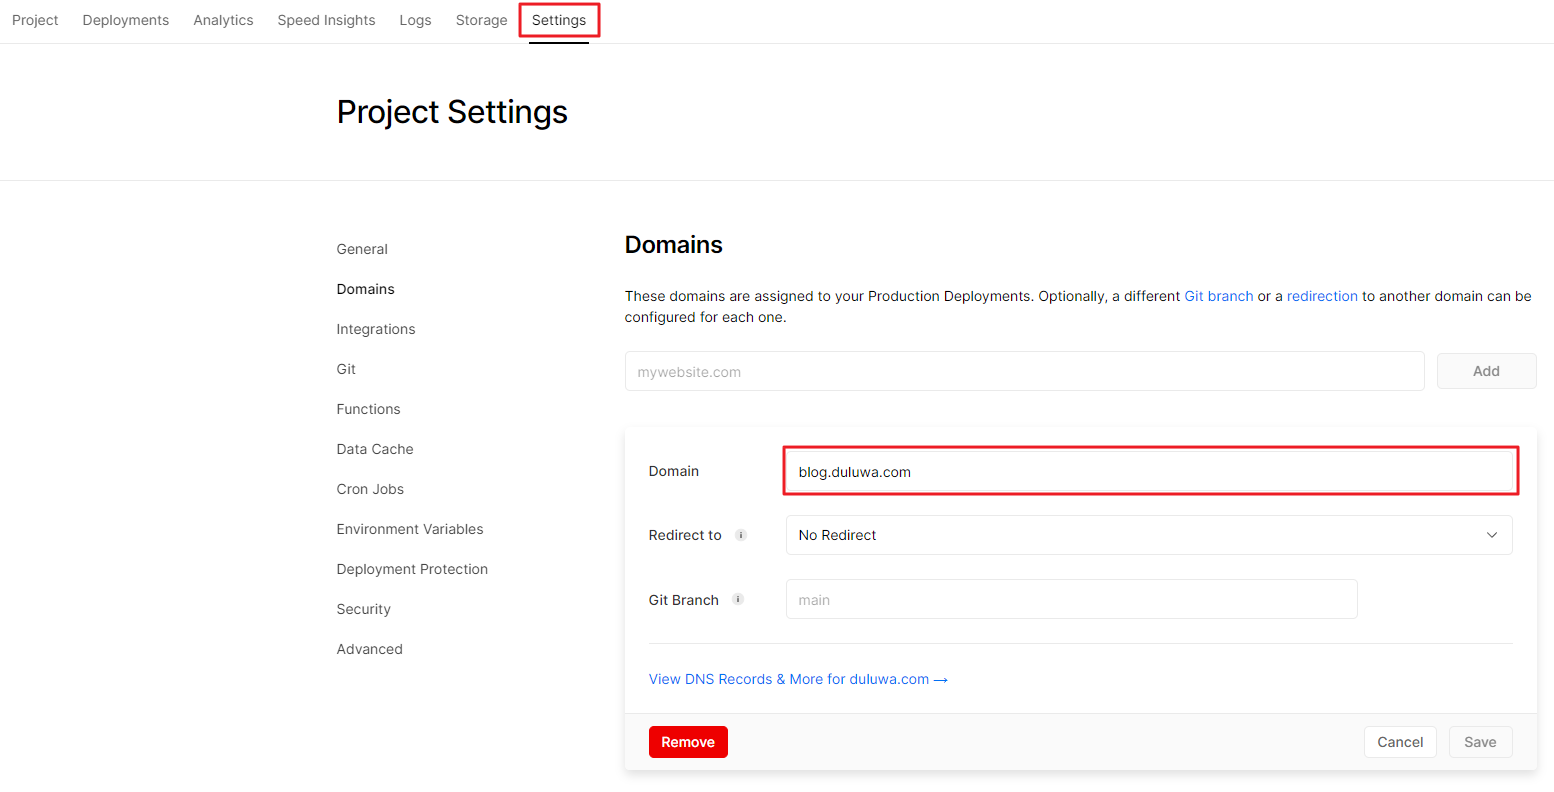 Project Deployments Analytics Speed Insights Logs Storage Settings
Project Settings
General
Domains
Integrations
Git
Functions
Data Cache
Cron Jobs
Environment Variables
Deployment Protection
Security
Advanced
Domains
These domains are assigned to your Production Deployments. Optionally, a different Git branch or a redirection to another domain can be
configured for each one.
mywebsite.com Add
Domain blog.duluwa.com
Redirect to i No Redirect
Git Branch i main
View DNS Records & More for duluwa.com →
Remove Cancel Save